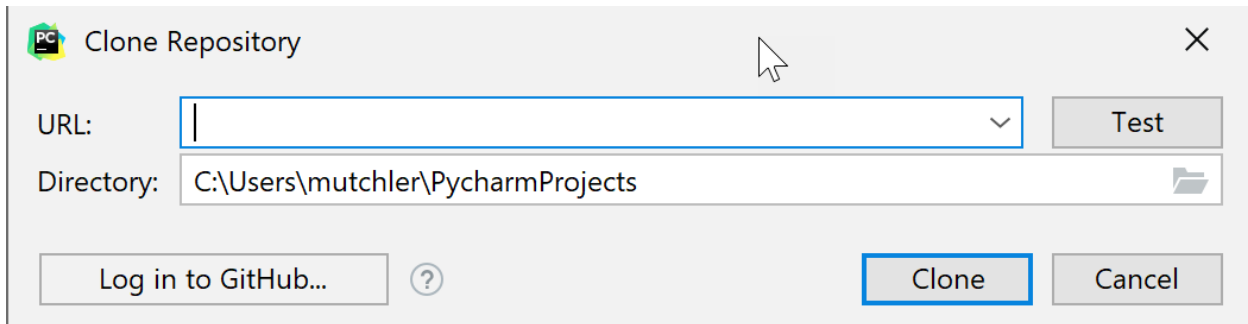 PC Clone Repository
URL: Test
Directory: C:\Users\mutchler\PycharmProjects
Log in to GitHub... ? Clone Cancel